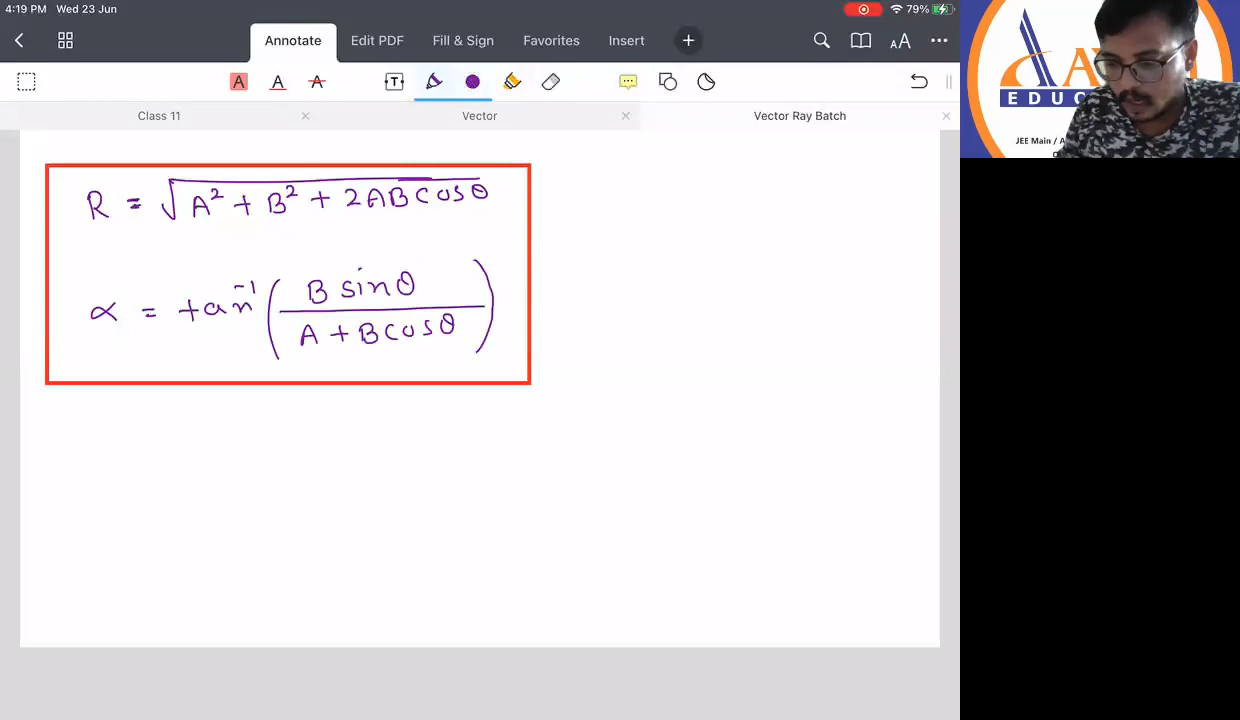 4:19 PM Wed 23 Jun 79%
Annotate Edit PDF Fill & Sign Favorites Insert
Class 11 Vector Vector Ray Batch
R = √A² + B² + 2ABCosθ
α = tan⁻¹ ( B sinθ / A + Bcosθ )
EDUC
JEE Main / A